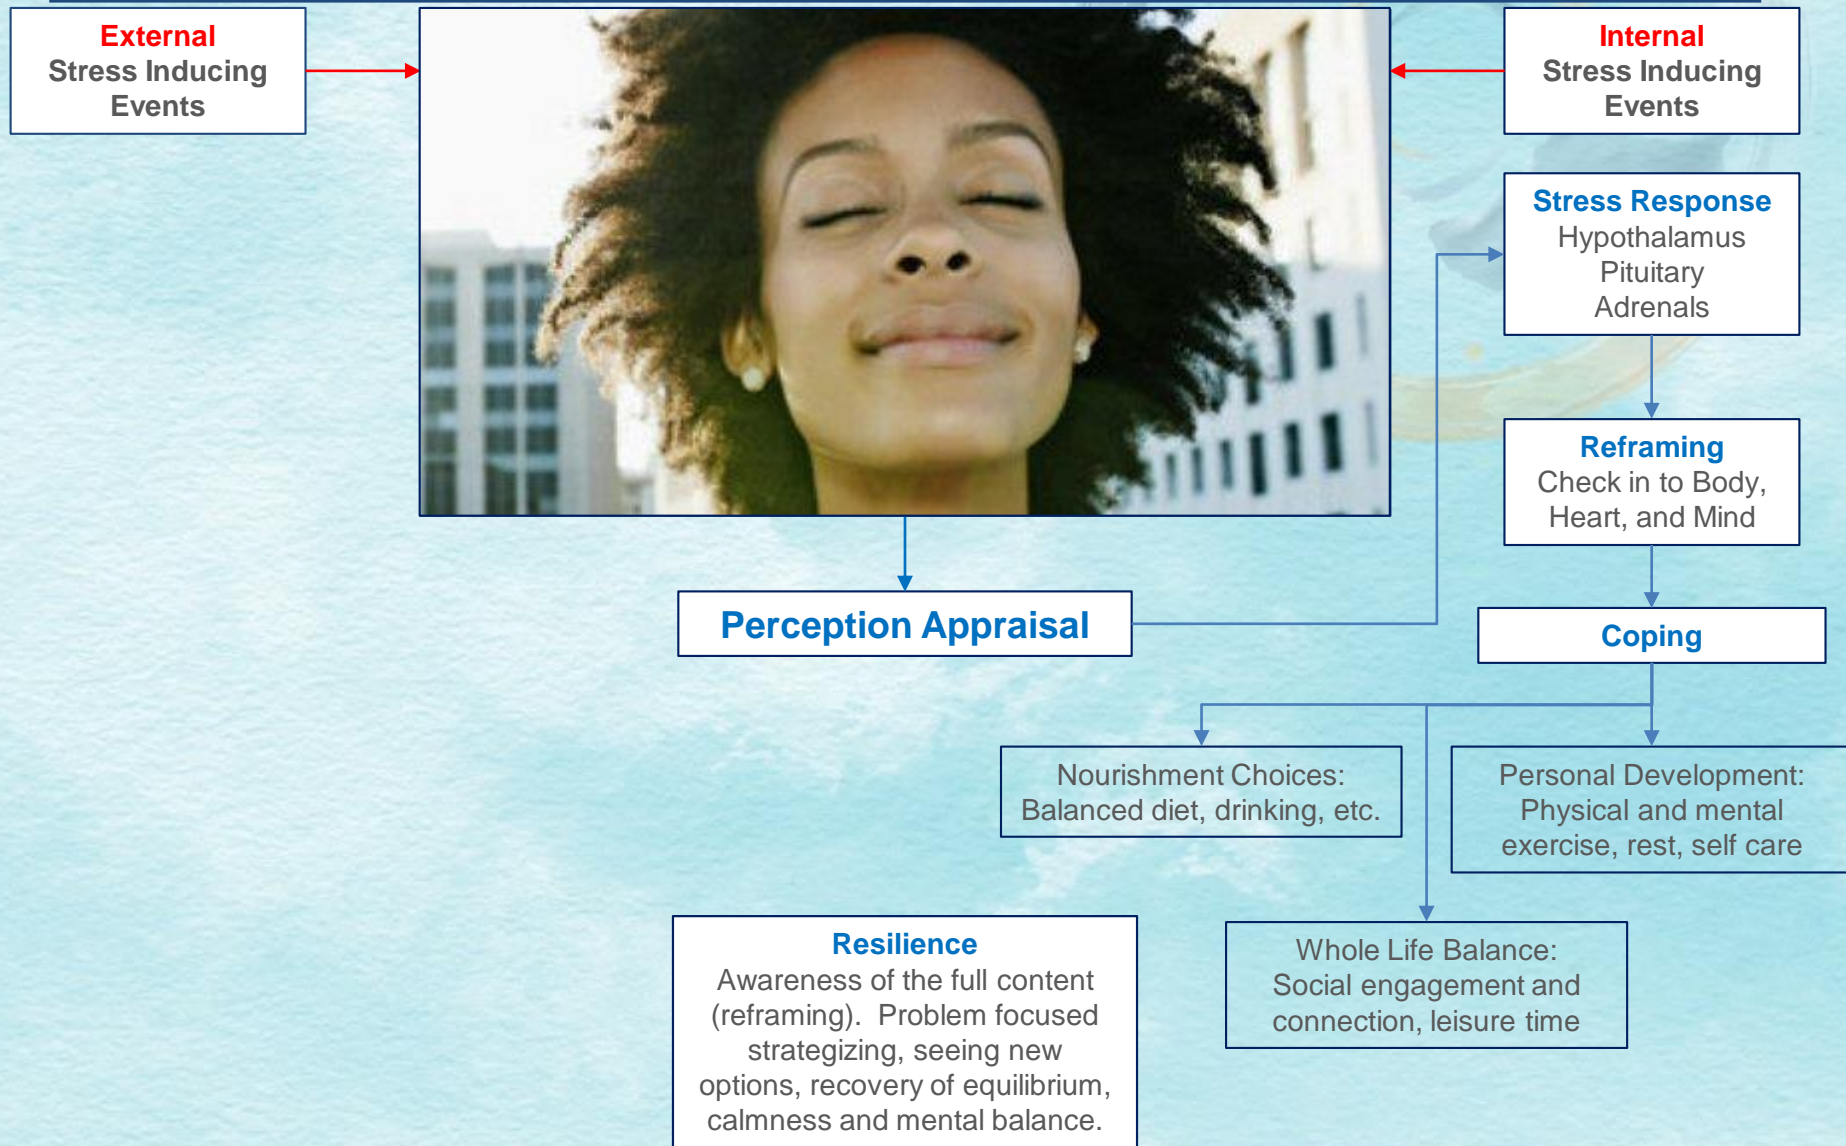 External
Stress Inducing
Events
Internal
Stress Inducing
Events
Stress Response
Hypothalamus
Pituitary
Adrenals
Reframing
Check in to Body,
Heart, and Mind
Perception Appraisal
Coping
Nourishment Choices:
Balanced diet, drinking, etc.
Personal Development:
Physical and mental
exercise, rest, self care
Whole Life Balance:
Social engagement and
connection, leisure time
Resilience
Awareness of the full content
(reframing).  Problem focused
strategizing, seeing new
options, recovery of equilibrium,
calmness and mental balance.